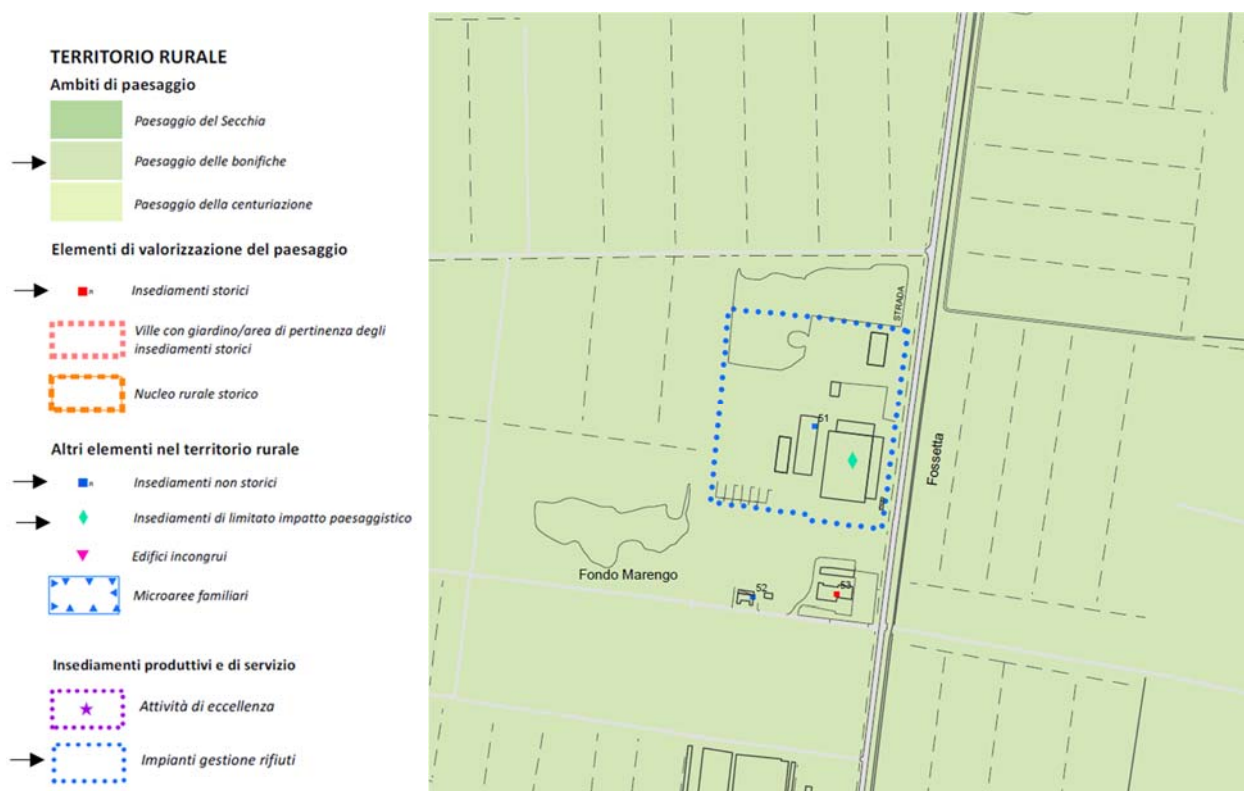 TERRITORIO RURALE
Ambiti di paesaggio
Paesaggio del Secchia
Paesaggio delle bonifiche
Paesaggio della centuriazione
Elementi di valorizzazione del paesaggio
n Insediamenti storici
Ville con giardino/area di pertinenza degli
insediamenti storici
Nucleo rurale storico
Altri elementi nel territorio rurale
n Insediamenti non storici
Insediamenti di limitato impatto paesaggistico
Edifici incongrui
Microaree familiari
Insediamenti produttivi e di servizio
Attività di eccellenza
Impianti gestione rifiuti
STRADA
51
Fossetta
Fondo Marengo
52
53